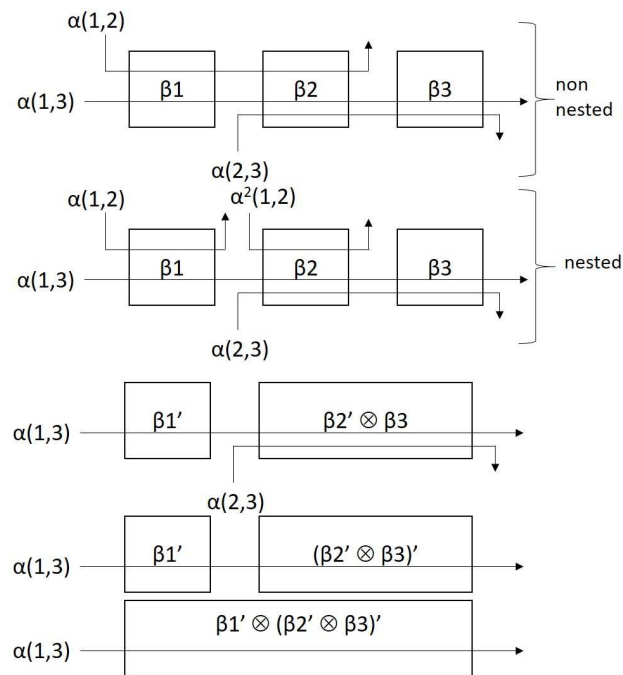 α(1,2)
α(1,3)
β1
β2
β3
non
nested
α(2,3)
α(1,2)
α²(1,2)
α(1,3)
β1
β2
β3
nested
α(2,3)
α(1,3)
β1'
β2' ⊗ β3
α(2,3)
α(1,3)
β1'
(β2' ⊗ β3)'
β1' ⊗ (β2' ⊗ β3)'
α(1,3)